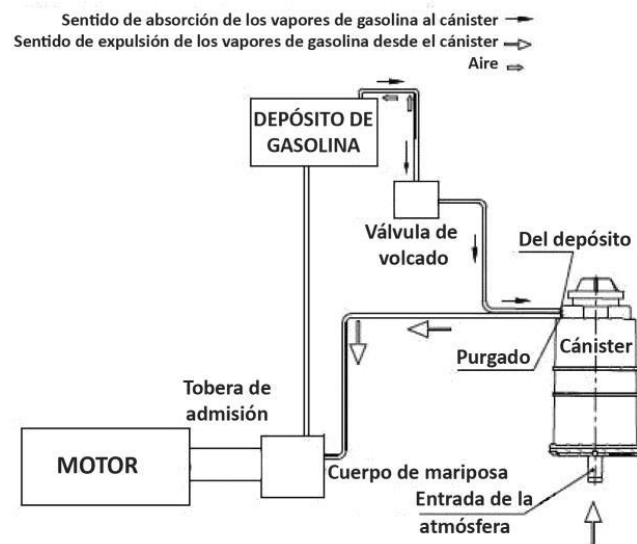 Sentido de absorción de los vapores de gasolina al cánister
Sentido de expulsión de los vapores de gasolina desde el cánister
Aire
DEPÓSITO DE
GASOLINA
Válvula de
volcado
Del depósito
Purgado
Cánister
Tobera de
admisión
MOTOR
Cuerpo de mariposa
Entrada de la
atmósfera